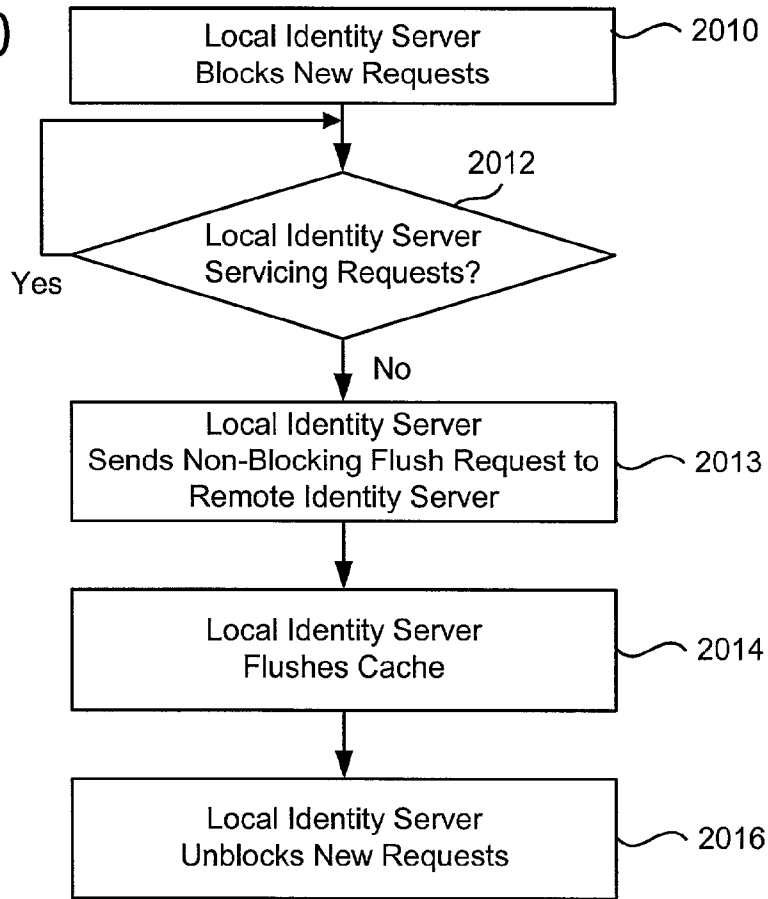 Local Identity Server
Blocks New Requests
2010
2012
Local Identity Server
Servicing Requests?
Yes
No
Local Identity Server
Sends Non-Blocking Flush Request to
Remote Identity Server
2013
Local Identity Server
Flushes Cache
2014
Local Identity Server
Unblocks New Requests
2016